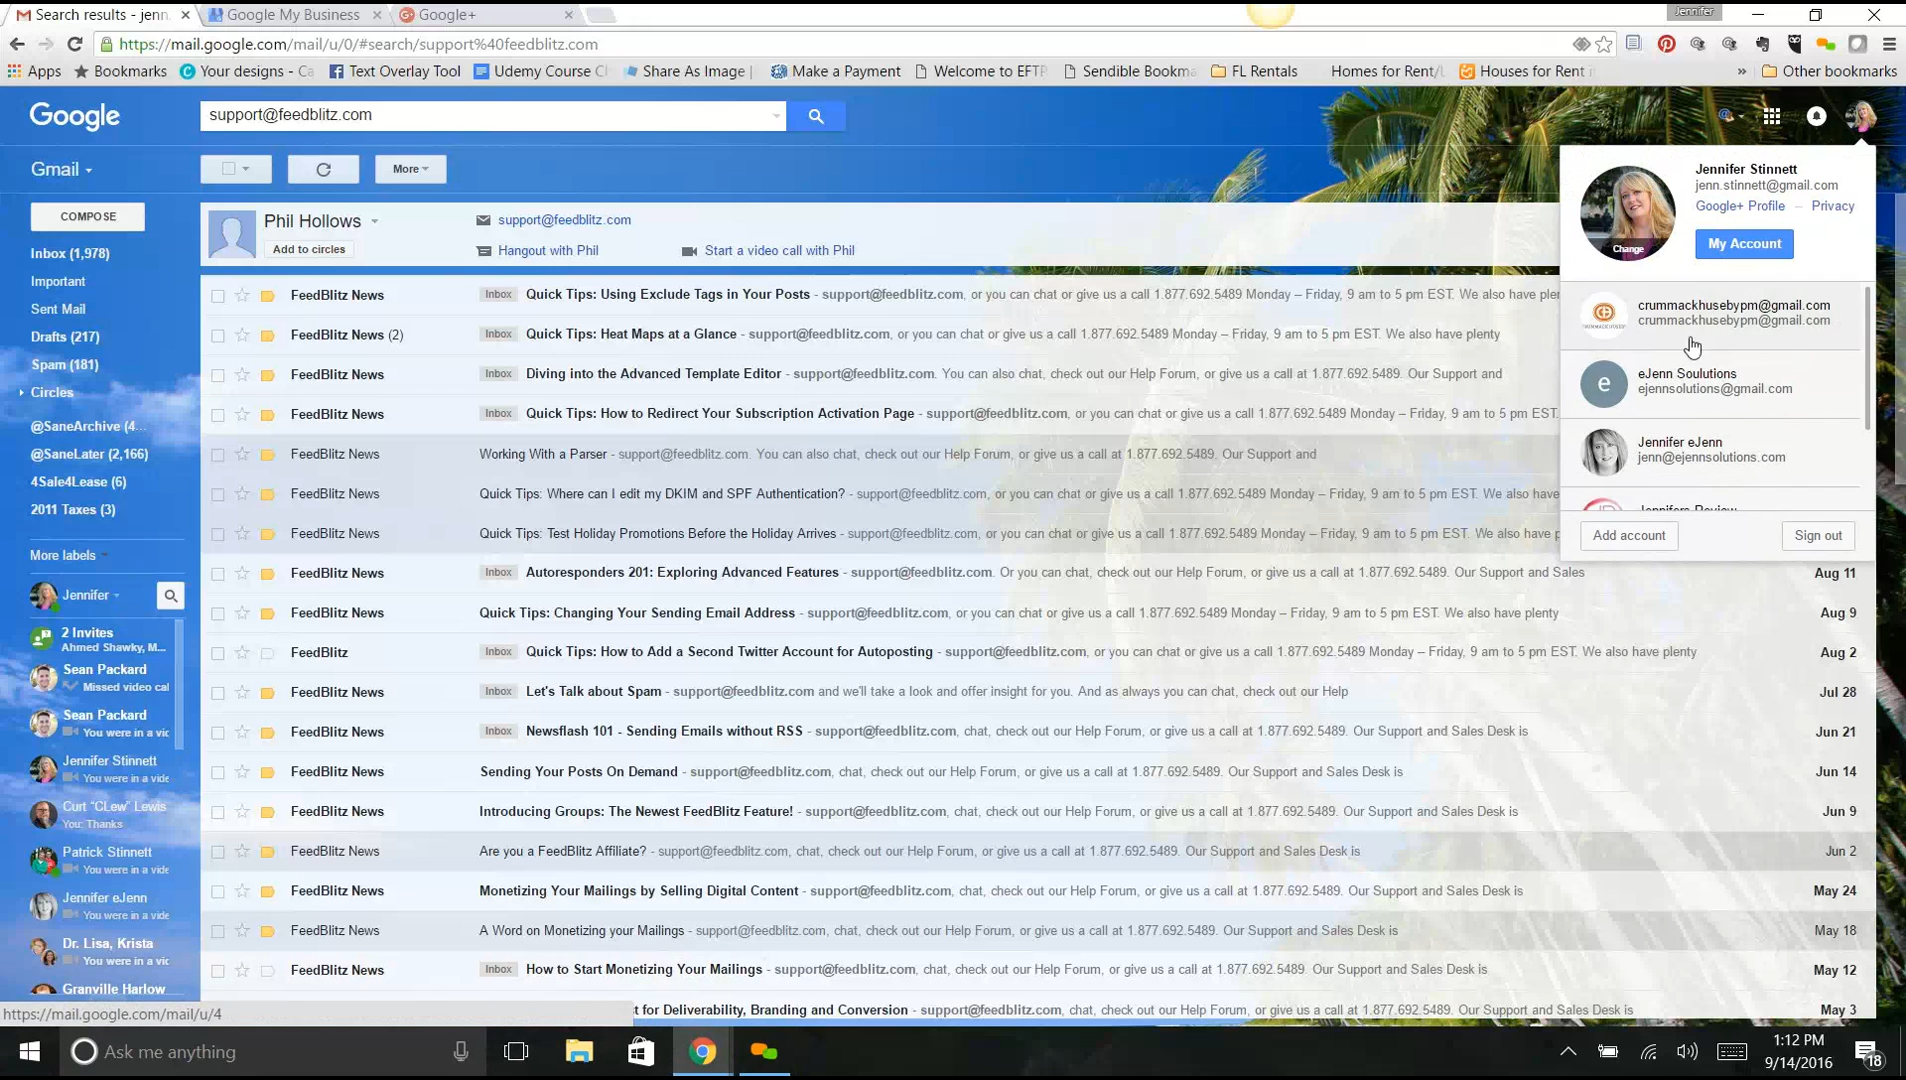 Search results - jenn
Google My Business
Google+
Jennifer
https://mail.google.com/mail/u/0/#search/support%40feedblitz.com
Apps
Bookmarks
Your designs - Ca
Text Overlay Tool
Udemy Course Cr
Share As Image |
Make a Payment
Welcome to EFTP
Sendible Bookma
FL Rentals
Homes for Rent/L
Houses for Rent i
Other bookmarks
Google
support@feedblitz.com
Gmail
More
Jennifer Stinnett
jenn.stinnett@gmail.com
Google+ Profile – Privacy
Change
My Account
crummackhusebypm@gmail.com
crummackhusebypm@gmail.com
eJenn Soulutions
ejennsolutions@gmail.com
e
Jennifer eJenn
jenn@ejennsolutions.com
Jennifers Review
Add account
Sign out
COMPOSE
Inbox (1,978)
Important
Sent Mail
Drafts (217)
Spam (181)
Circles
@SaneArchive (4...
@SaneLater (2,166)
4Sale4Lease (6)
2011 Taxes (3)
More labels
Jennifer
2 Invites
Ahmed Shawky, M...
Sean Packard
Missed video cal
Sean Packard
You were in a vic
Jennifer Stinnett
You were in a vide
Curt “CLew” Lewis
You: Thanks
Patrick Stinnett
You were in a vide
Jennifer eJenn
You were in a vide
Dr. Lisa, Krista
You were in a vic
Granville Harlow
Phil Hollows
Add to circles
support@feedblitz.com
Hangout with Phil
Start a video call with Phil
FeedBlitz News Inbox Quick Tips: Using Exclude Tags in Your Posts - support@feedblitz.com, or you can chat or give us a call 1.877.692.5489 Monday – Friday, 9 am to 5 pm EST. We also have plen
FeedBlitz News (2) Inbox Quick Tips: Heat Maps at a Glance - support@feedblitz.com, or you can chat or give us a call 1.877.692.5489 Monday – Friday, 9 am to 5 pm EST. We also have plenty
FeedBlitz News Inbox Diving into the Advanced Template Editor - support@feedblitz.com. You can also chat, check out our Help Forum, or give us a call at 1.877.692.5489. Our Support and
FeedBlitz News Inbox Quick Tips: How to Redirect Your Subscription Activation Page - support@feedblitz.com, or you can chat or give us a call 1.877.692.5489 Monday – Friday, 9 am to 5 pm EST.
FeedBlitz News Working With a Parser - support@feedblitz.com. You can also chat, check out our Help Forum, or give us a call at 1.877.692.5489. Our Support and
FeedBlitz News Quick Tips: Where can I edit my DKIM and SPF Authentication? - support@feedblitz.com, or you can chat or give us a call 1.877.692.5489 Monday – Friday, 9 am to 5 pm EST. We also have
FeedBlitz News Quick Tips: Test Holiday Promotions Before the Holiday Arrives - support@feedblitz.com, or you can chat or give us a call 1.877.692.5489 Monday – Friday, 9 am to 5 pm EST. We also have p
FeedBlitz News Inbox Autoresponders 201: Exploring Advanced Features - support@feedblitz.com. Or you can chat, check out our Help Forum, or give us a call at 1.877.692.5489. Our Support and Sales Aug 11
FeedBlitz News Quick Tips: Changing Your Sending Email Address - support@feedblitz.com, or you can chat or give us a call 1.877.692.5489 Monday – Friday, 9 am to 5 pm EST. We also have plenty Aug 9
FeedBlitz Inbox Quick Tips: How to Add a Second Twitter Account for Autoposting - support@feedblitz.com, or you can chat or give us a call 1.877.692.5489 Monday – Friday, 9 am to 5 pm EST. We also have plenty Aug 2
FeedBlitz News Inbox Let's Talk about Spam - support@feedblitz.com and we'll take a look and offer insight for you. And as always you can chat, check out our Help Jul 28
FeedBlitz News Inbox Newsflash 101 - Sending Emails without RSS - support@feedblitz.com, chat, check out our Help Forum, or give us a call at 1.877.692.5489. Our Support and Sales Desk is Jun 21
FeedBlitz News Sending Your Posts On Demand - support@feedblitz.com, chat, check out our Help Forum, or give us a call at 1.877.692.5489. Our Support and Sales Desk is Jun 14
FeedBlitz News Introducing Groups: The Newest FeedBlitz Feature! - support@feedblitz.com, chat, check out our Help Forum, or give us a call at 1.877.692.5489. Our Support and Sales Desk is Jun 9
FeedBlitz News Are you a FeedBlitz Affiliate? - support@feedblitz.com, chat, check out our Help Forum, or give us a call at 1.877.692.5489. Our Support and Sales Desk is Jun 2
FeedBlitz News Monetizing Your Mailings by Selling Digital Content - support@feedblitz.com, chat, check out our Help Forum, or give us a call at 1.877.692.5489. Our Support and Sales Desk is May 24
FeedBlitz News A Word on Monetizing your Mailings - support@feedblitz.com, chat, check out our Help Forum, or give us a call at 1.877.692.5489. Our Support and Sales Desk is May 18
FeedBlitz News Inbox How to Start Monetizing Your Mailings - support@feedblitz.com, chat, check out our Help Forum, or give us a call at 1.877.692.5489. Our Support and Sales Desk is May 12
t for Deliverability, Branding and Conversion - support@feedblitz.com, chat, check out our Help Forum, or give us a call at 1.877.692.5489. Our Support and Sales Desk is May 3
https://mail.google.com/mail/u/4
Ask me anything
1:12 PM
9/14/2016
18